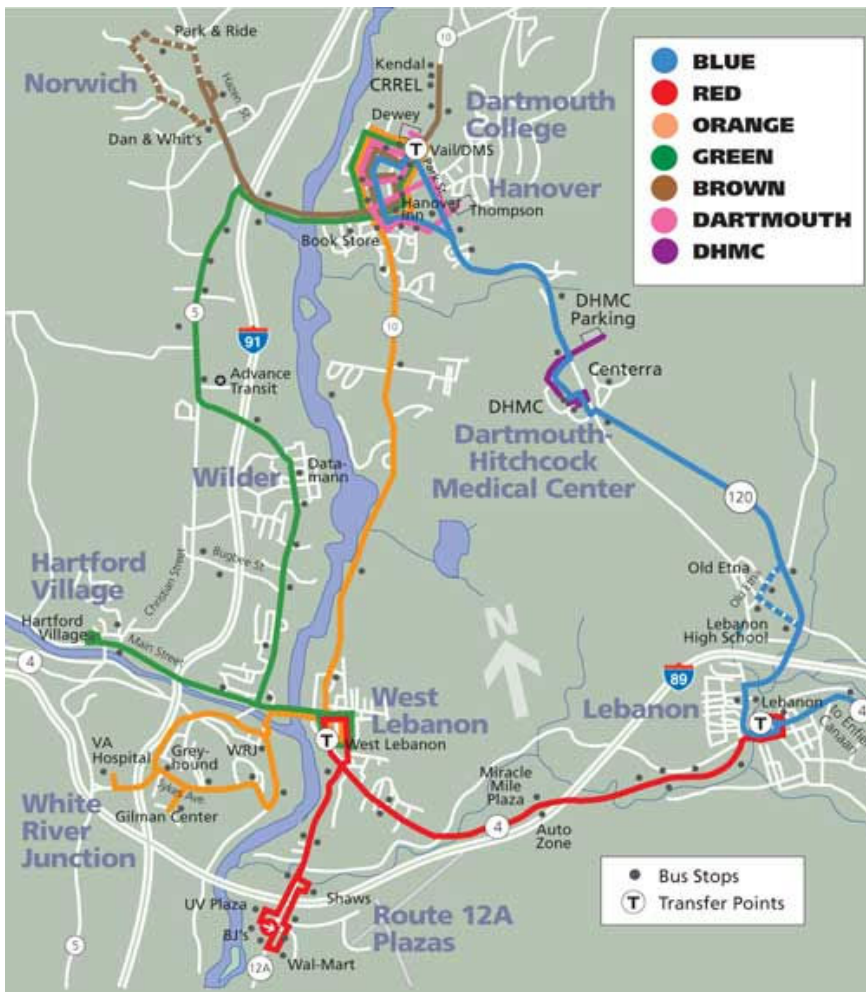 Park & Ride
Norwich
Hazen St.
Dan & Whit's
10
Kendal
CRREL
Dewey
Dartmouth
College
T
Vail/DMS
Park St.
Hanover
Hanover
Inn
Thompson
Book Store
BLUE
RED
ORANGE
GREEN
BROWN
DARTMOUTH
DHMC
5
91
10
Advance
Transit
DHMC
Parking
Centerra
DHMC
Dartmouth-
Hitchcock
Medical Center
Wilder
Data-
mann
120
Bugbee St.
Christian Street
Hartford
Village
Hartford
Village
Main Street
4
Old Etna
Old Etna
Lebanon
High School
N
89
Lebanon
Lebanon
T
4
to Enfield
Canaan
West
Lebanon
T
West Lebanon
VA
Hospital
Grey-
hound
WRJ
Sykes Ave.
Gilman Center
White
River
Junction
Miracle
Mile
Plaza
4
Auto
Zone
UV Plaza
Shaws
BJ's
Route 12A
Plazas
Wal-Mart
12A
5
Bus Stops
T Transfer Points